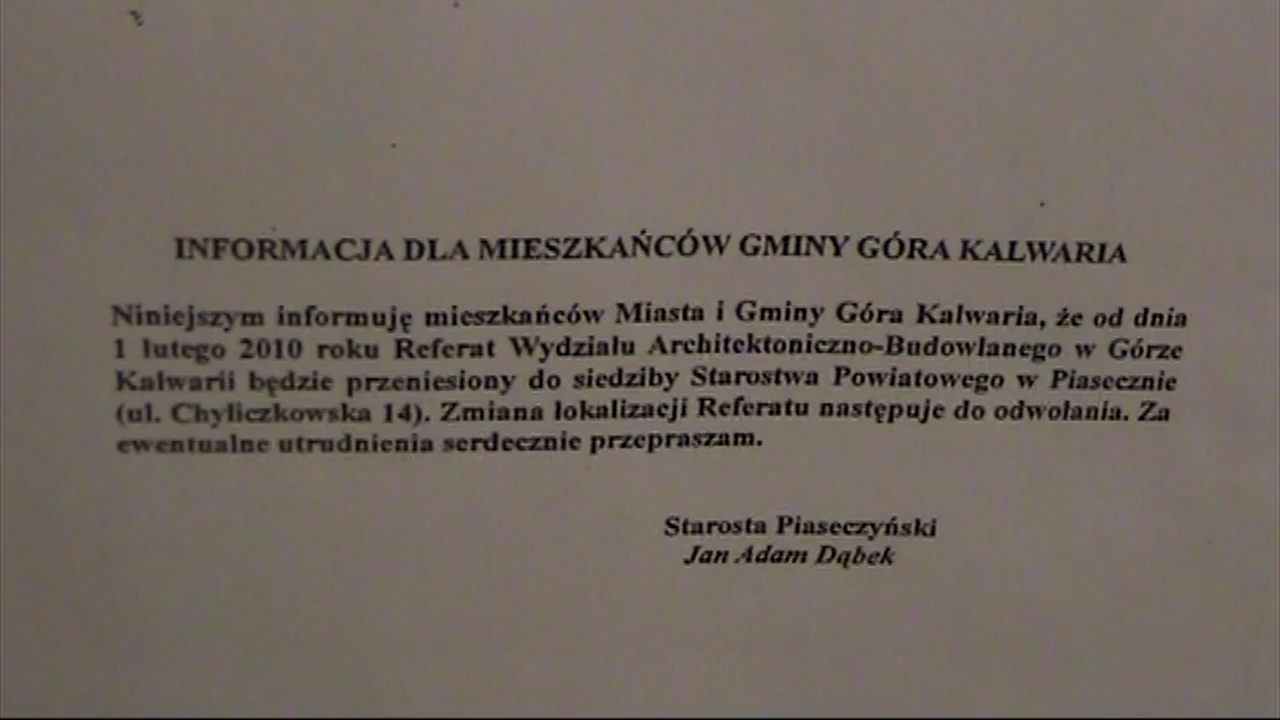 INFORMACJA DLA MIESZKAŃCÓW GMINY GÓRA KALWARIA
Niniejszym informuję mieszkańców Miasta i Gminy Góra Kalwaria, że od dnia
1 lutego 2010 roku Referat Wydziału Architektoniczno-Budowlanego w Górze
Kalwarii będzie przeniesiony do siedziby Starostwa Powiatowego w Piasecznie
(ul. Chyliczkowska 14). Zmiana lokalizacji Referatu następuje do odwołania. Za
ewentualne utrudnienia serdecznie przepraszam.
Starosta Piaseczyński
Jan Adam Dąbek